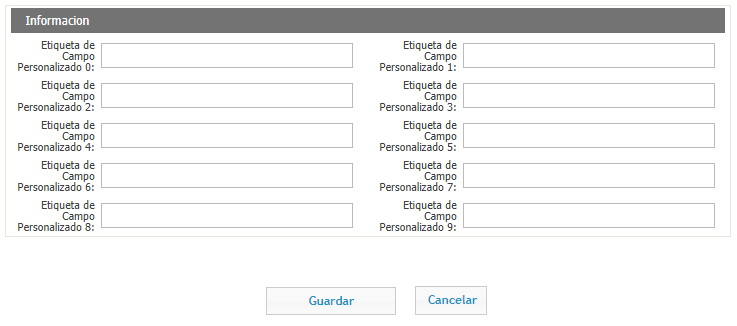 Informacion
Etiqueta de
Campo
Personalizado 0:
Etiqueta de
Campo
Personalizado 1:
Etiqueta de
Campo
Personalizado 2:
Etiqueta de
Campo
Personalizado 3:
Etiqueta de
Campo
Personalizado 4:
Etiqueta de
Campo
Personalizado 5:
Etiqueta de
Campo
Personalizado 6:
Etiqueta de
Campo
Personalizado 7:
Etiqueta de
Campo
Personalizado 8:
Etiqueta de
Campo
Personalizado 9:
Guardar
Cancelar